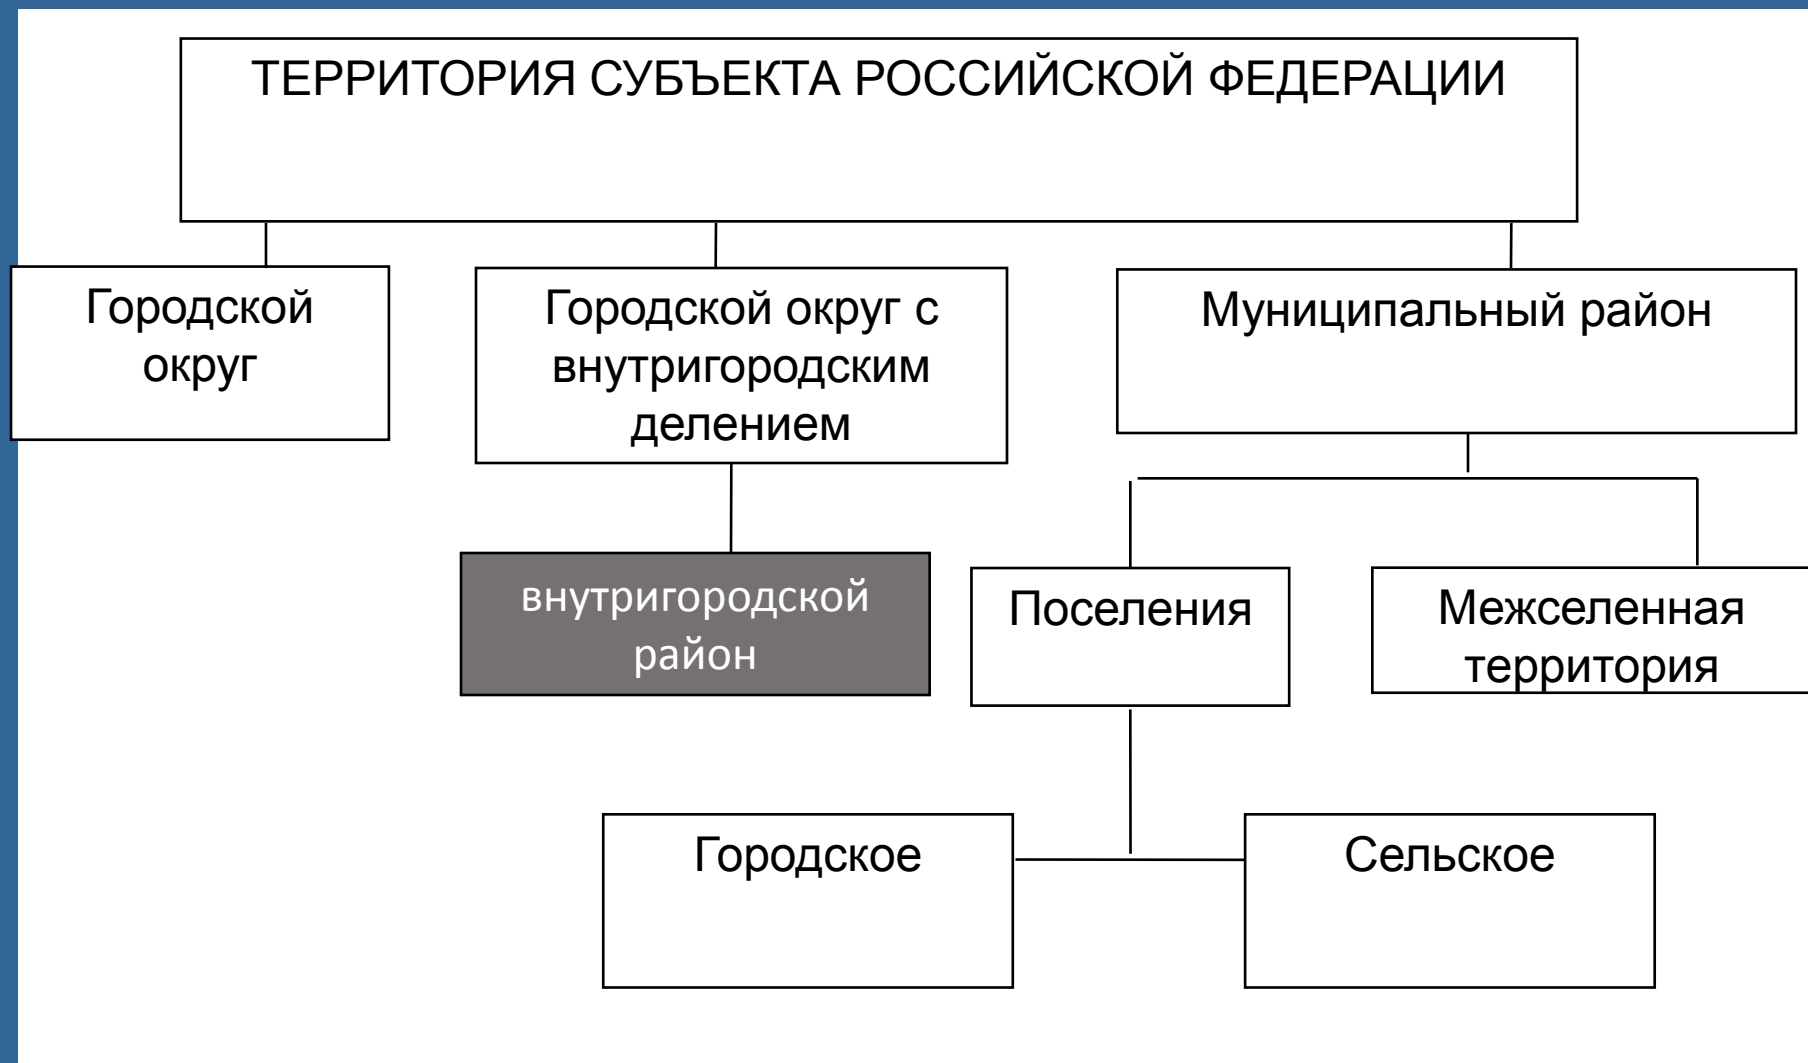 ТЕРРИТОРИЯ СУБЪЕКТА РОССИЙСКОЙ ФЕДЕРАЦИИ
Городской
округ
Городской округ с
внутригородским
делением
Муниципальный район
внутригородской
район
Поселения
Межселенная
территория
Городское
Сельское